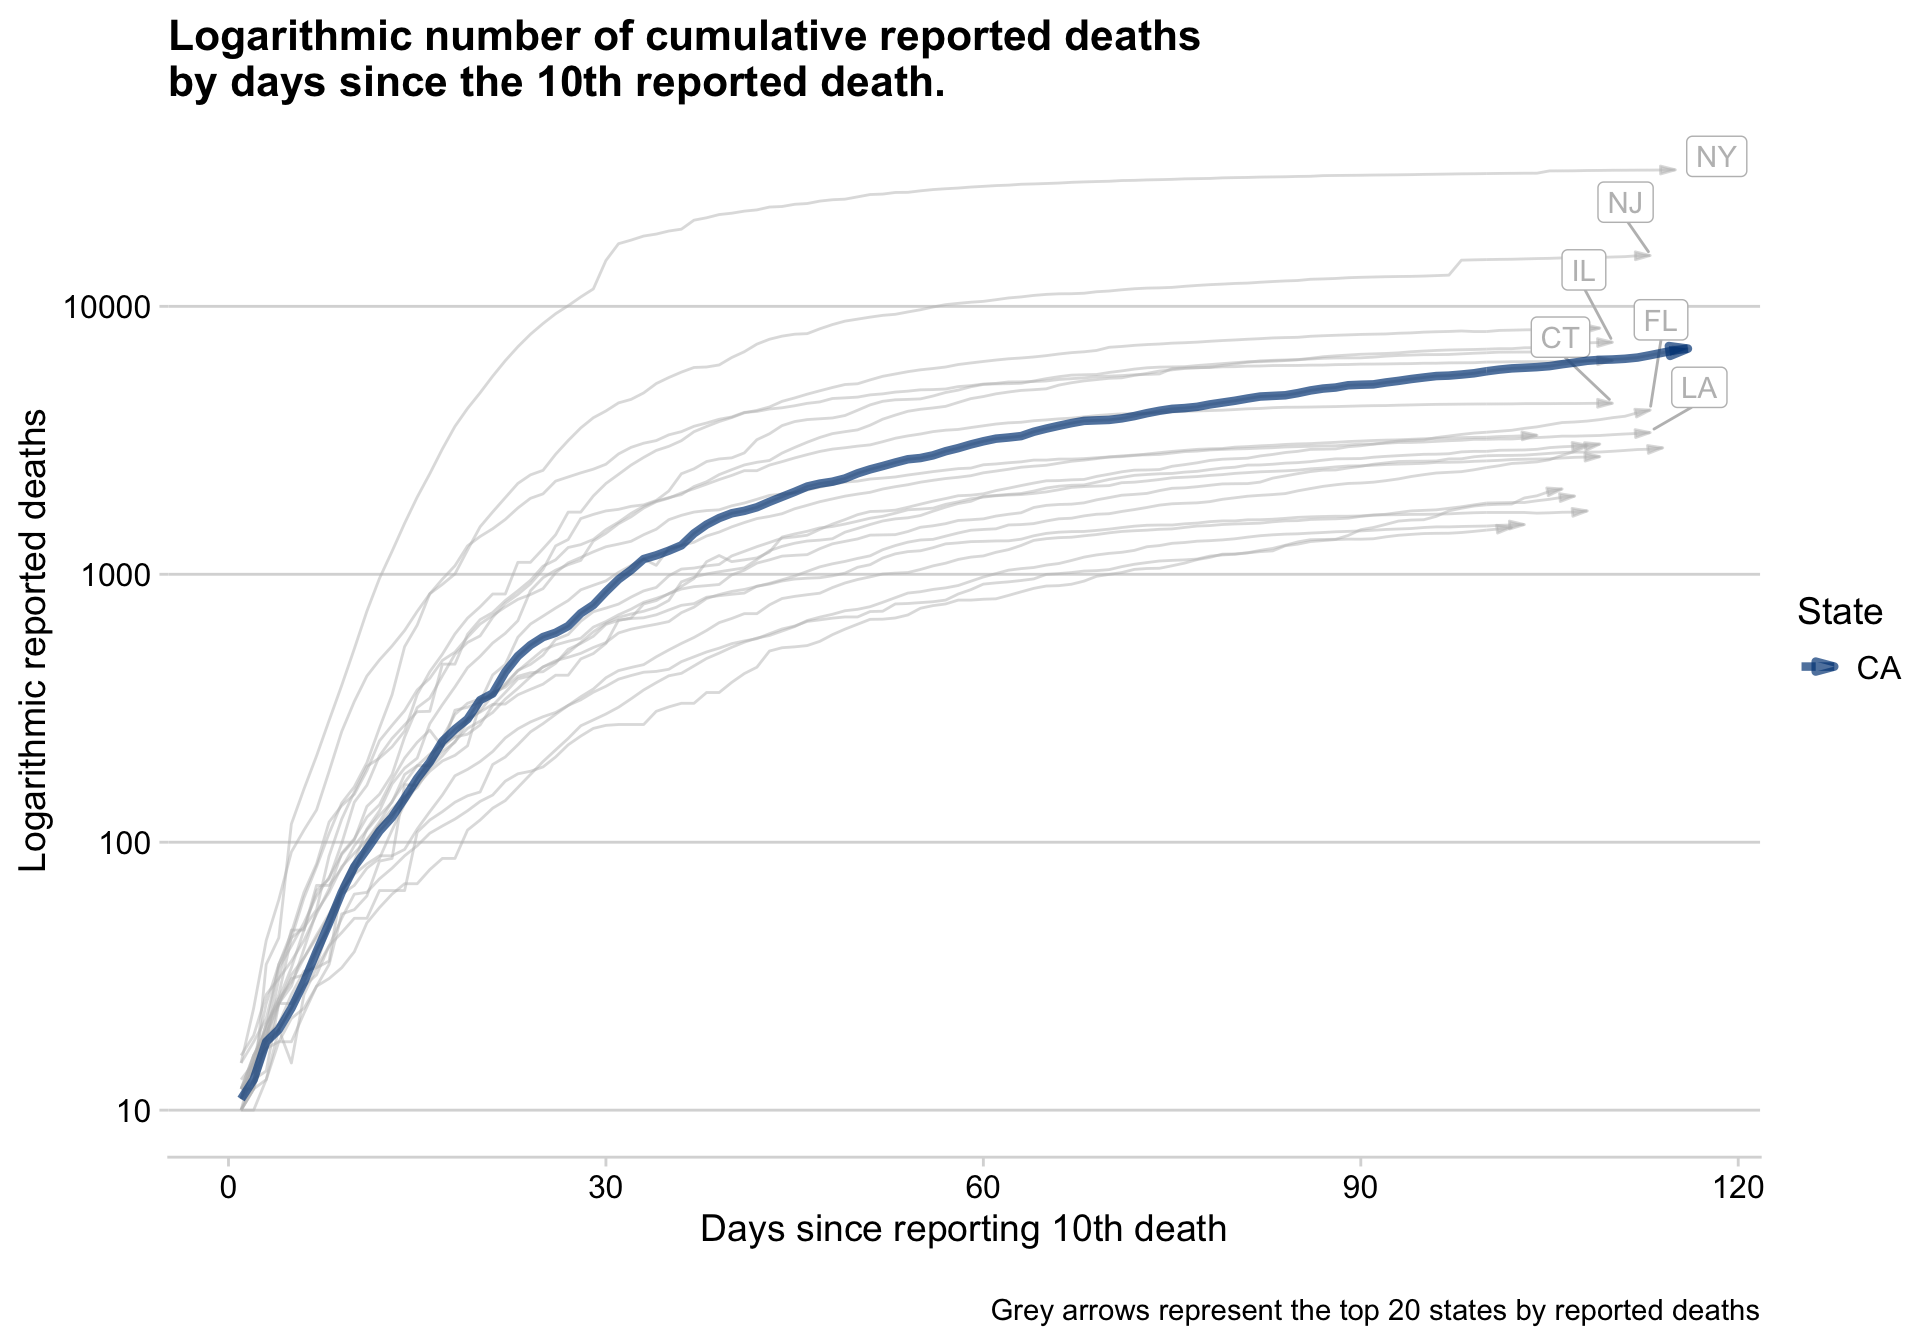 Logarithmic number of cumulative reported deaths
by days since the 10th reported death.
NY
NJ
IL
FL
CT
LA
10000
1000
100
10
Logarithmic reported deaths
State
CA
0 30 60 90 120
Days since reporting 10th death
Grey arrows represent the top 20 states by reported deaths